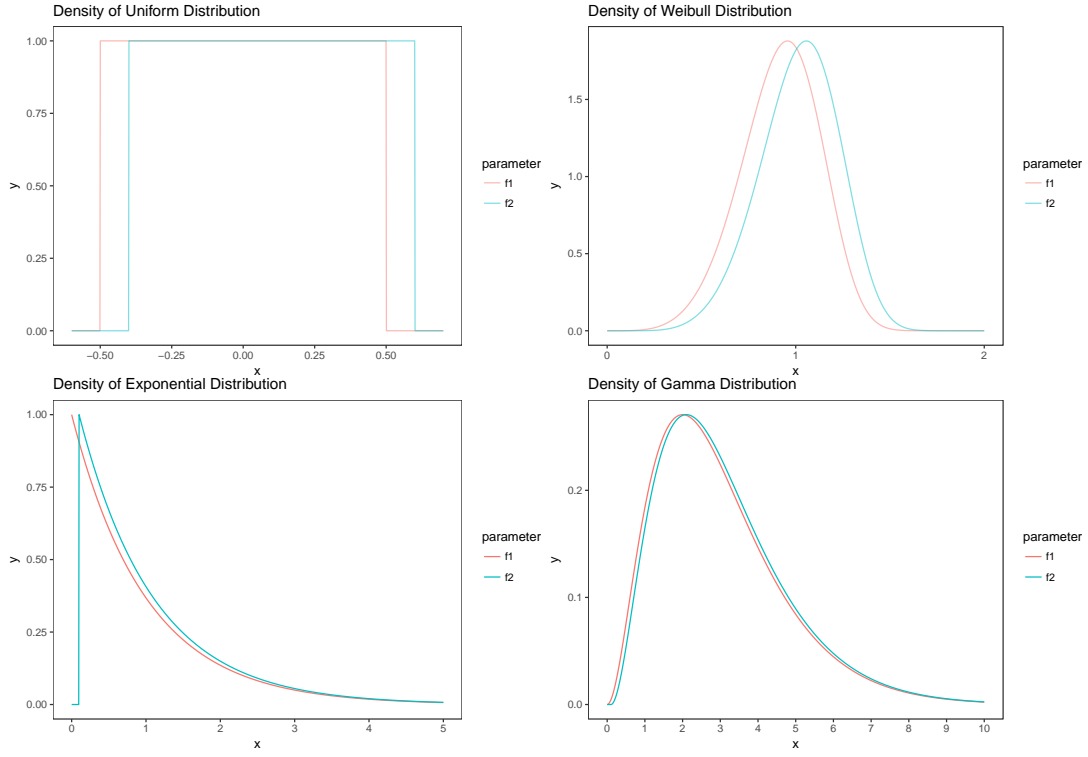 Density of Uniform Distribution
1.00
0.75
0.50
0.25
0.00
y
−0.50
−0.25
0.00
0.25
0.50
x
parameter
f1
f2
Density of Weibull Distribution
1.5
1.0
0.5
0.0
y
0
1
2
x
parameter
f1
f2
Density of Exponential Distribution
1.00
0.75
0.50
0.25
0.00
y
0
1
2
3
4
5
x
parameter
f1
f2
Density of Gamma Distribution
0.2
0.1
0.0
y
0
1
2
3
4
5
6
7
8
9
10
x
parameter
f1
f2